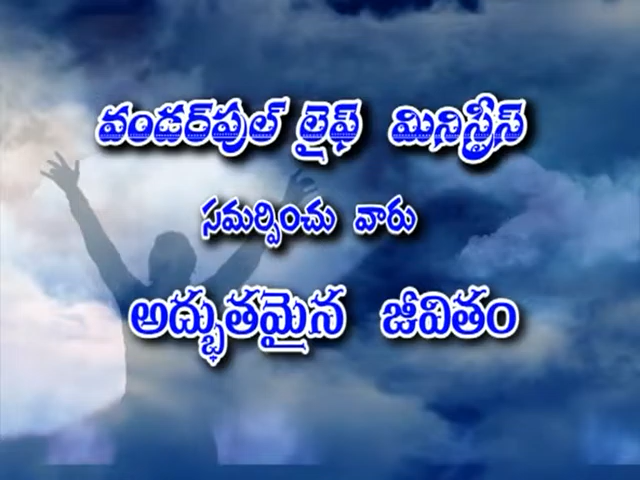 వండర్‌ఫుల్ లైఫ్ మినిస్ట్రీస్
సమర్పించు వారు
అద్భుతమైన జీవితం